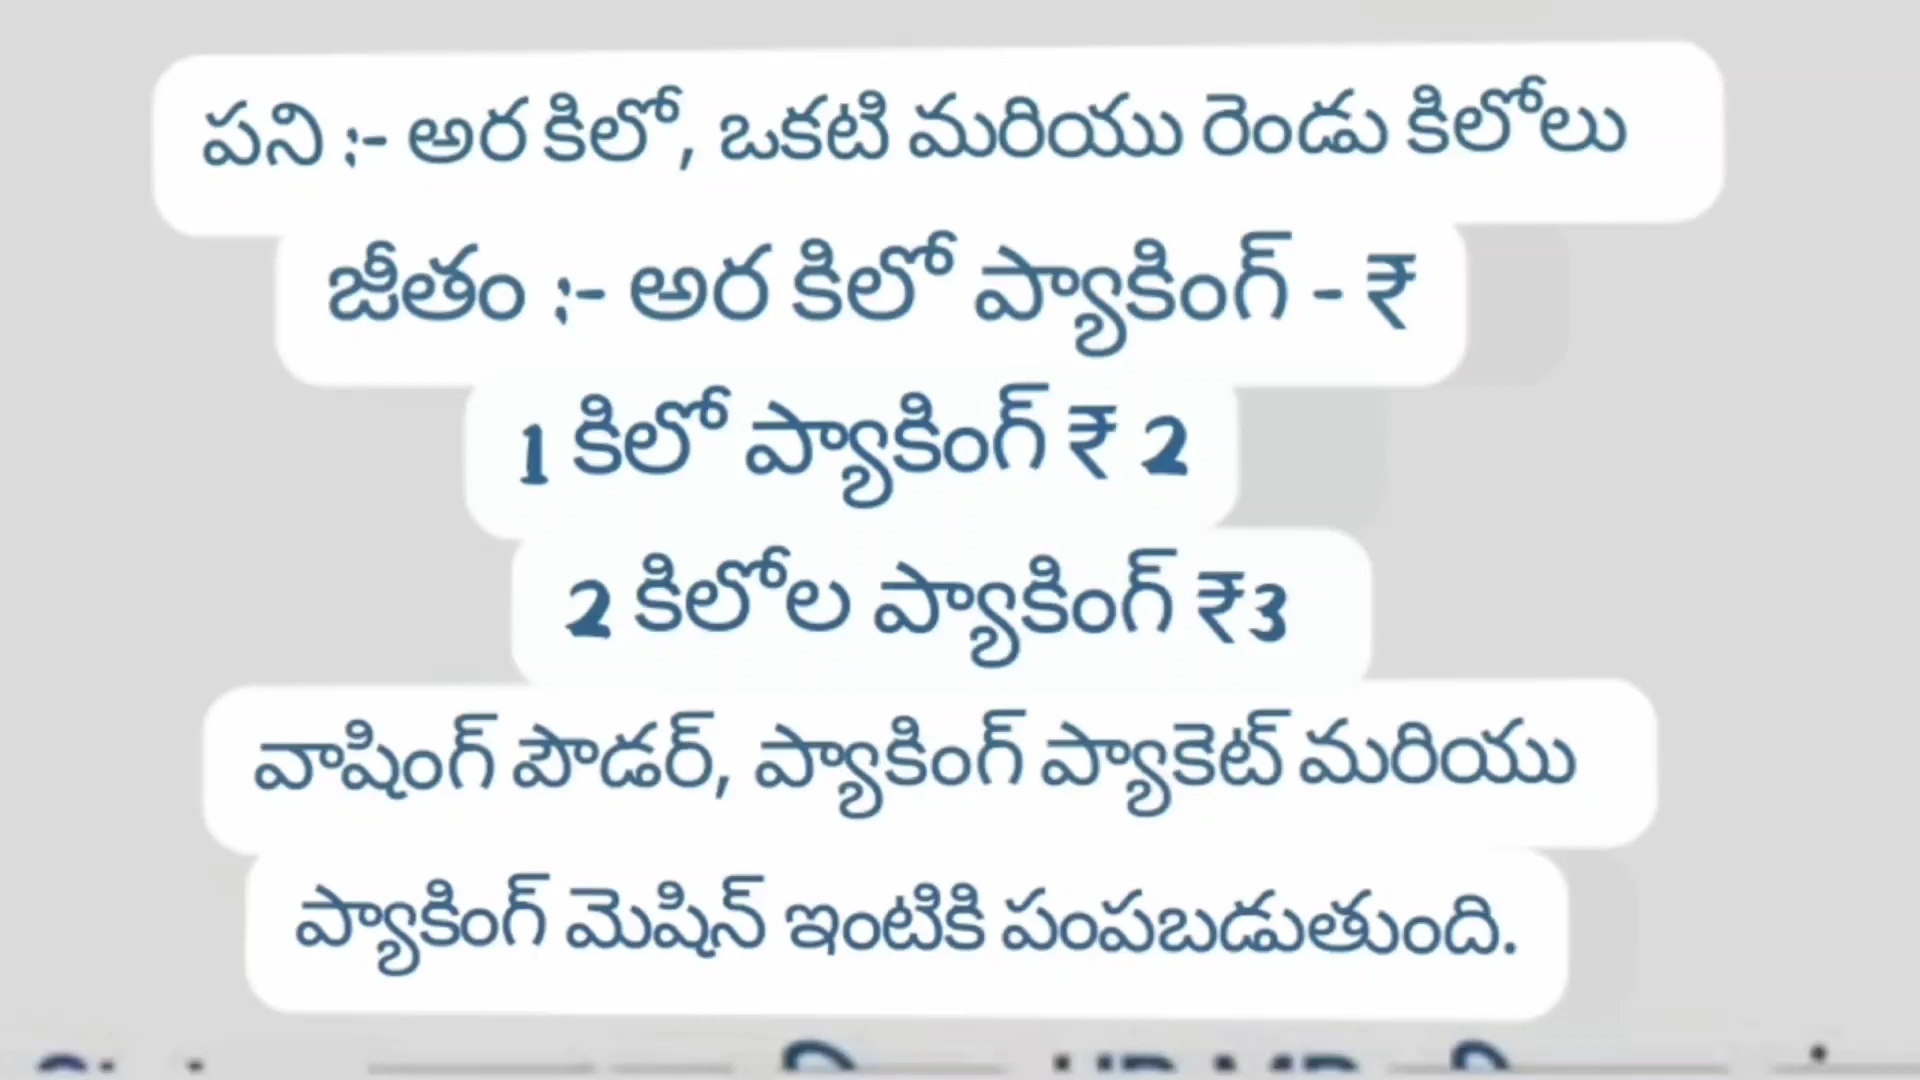 పని :- అర కిలో, ఒకటి మరియు రెండు కిలోలు
జీతం :- అర కిలో ప్యాకింగ్ - ₹
1 కిలో ప్యాకింగ్ ₹ 2
2 కిలోల ప్యాకింగ్ ₹3
వాషింగ్ పౌడర్, ప్యాకింగ్ ప్యాకెట్ మరియు
ప్యాకింగ్ మెషిన్ ఇంటికి పంపబడుతుంది.